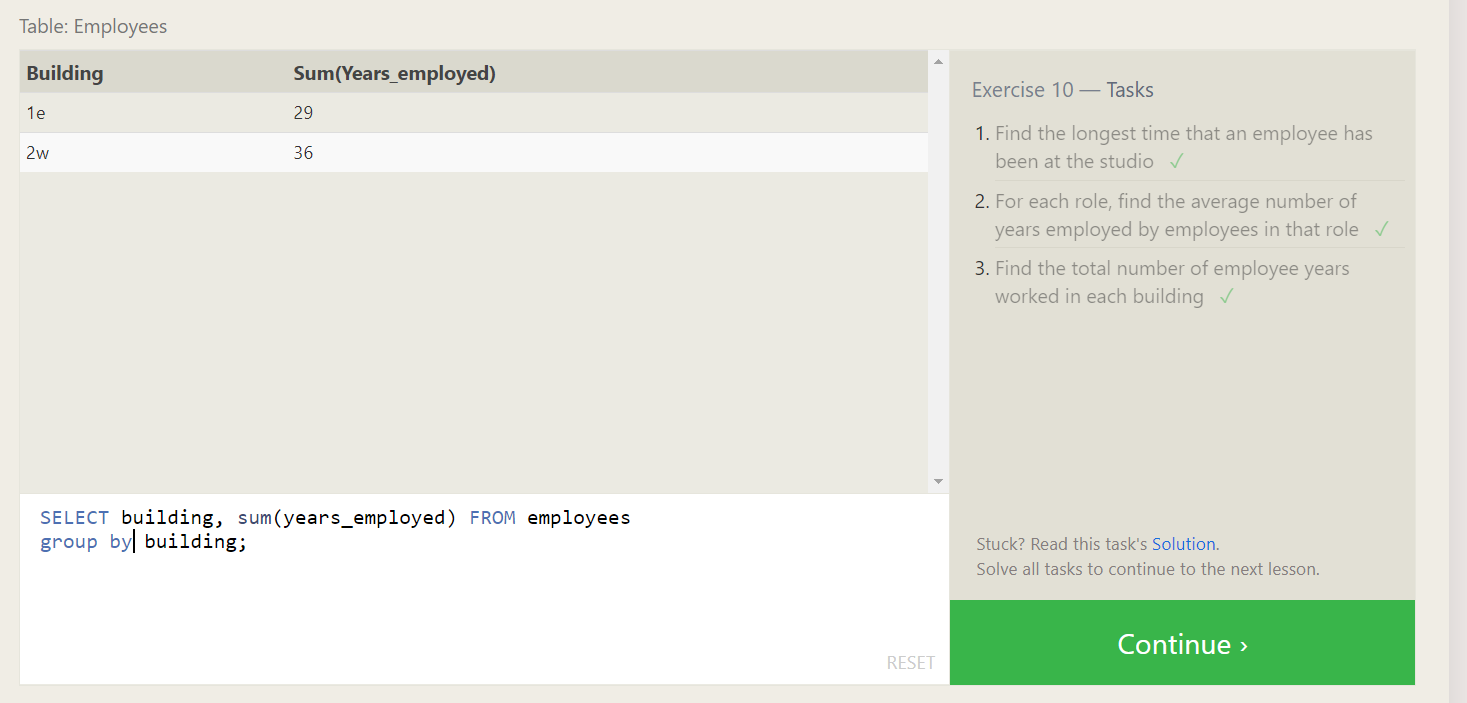 Table: Employees
Building Sum(Years_employed)
1e 29
2w 36
SELECT building, sum(years_employed) FROM employees
group by building;
RESET
Exercise 10 — Tasks
1. Find the longest time that an employee has
been at the studio ✓
2. For each role, find the average number of
years employed by employees in that role ✓
3. Find the total number of employee years
worked in each building ✓
Stuck? Read this task's Solution.
Solve all tasks to continue to the next lesson.
Continue ›